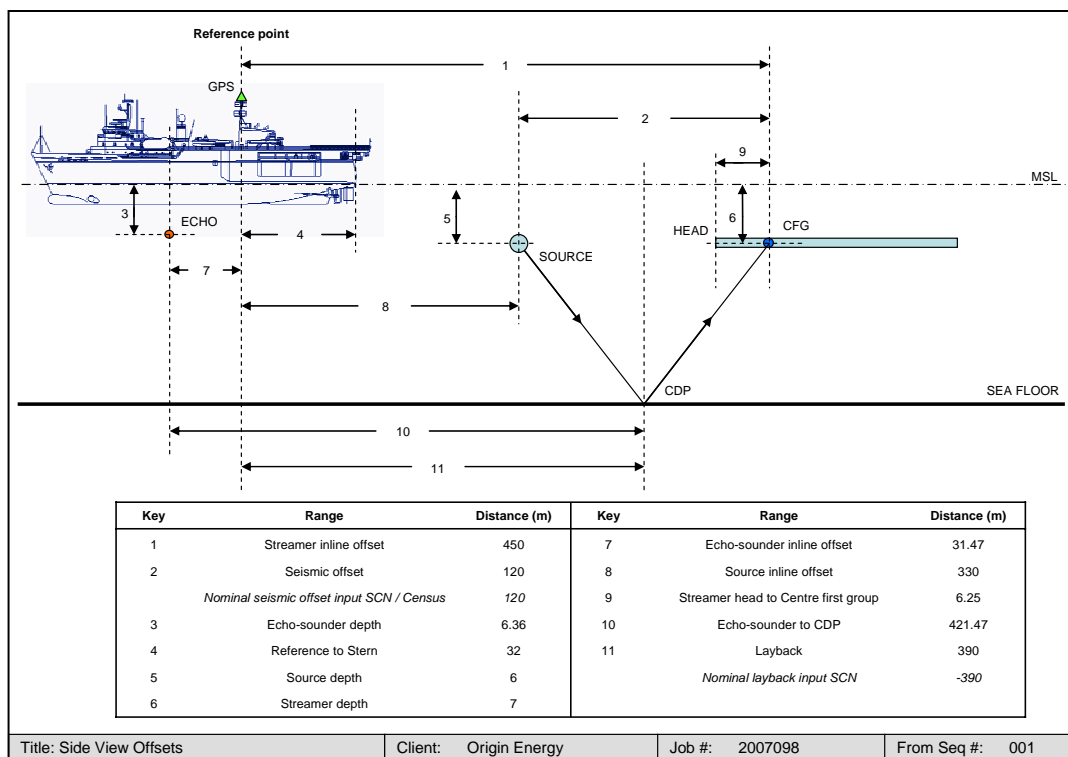 Reference point
1
GPS
2
9
MSL
3
ECHO
4
5
6
CFG
HEAD
SOURCE
7
8
CDP
SEA FLOOR
10
11
Key Range Distance (m) Key Range Distance (m)
1 Streamer inline offset 450 7 Echo-sounder inline offset 31.47
2 Seismic offset 120 8 Source inline offset 330
Nominal seismic offset input SCN / Census 120 9 Streamer head to Centre first group 6.25
3 Echo-sounder depth 6.36 10 Echo-sounder to CDP 421.47
4 Reference to Stern 32 11 Layback 390
5 Source depth 6 Nominal layback input SCN -390
6 Streamer depth 7
Title: Side View Offsets Client: Origin Energy Job #: 2007098 From Seq #: 001